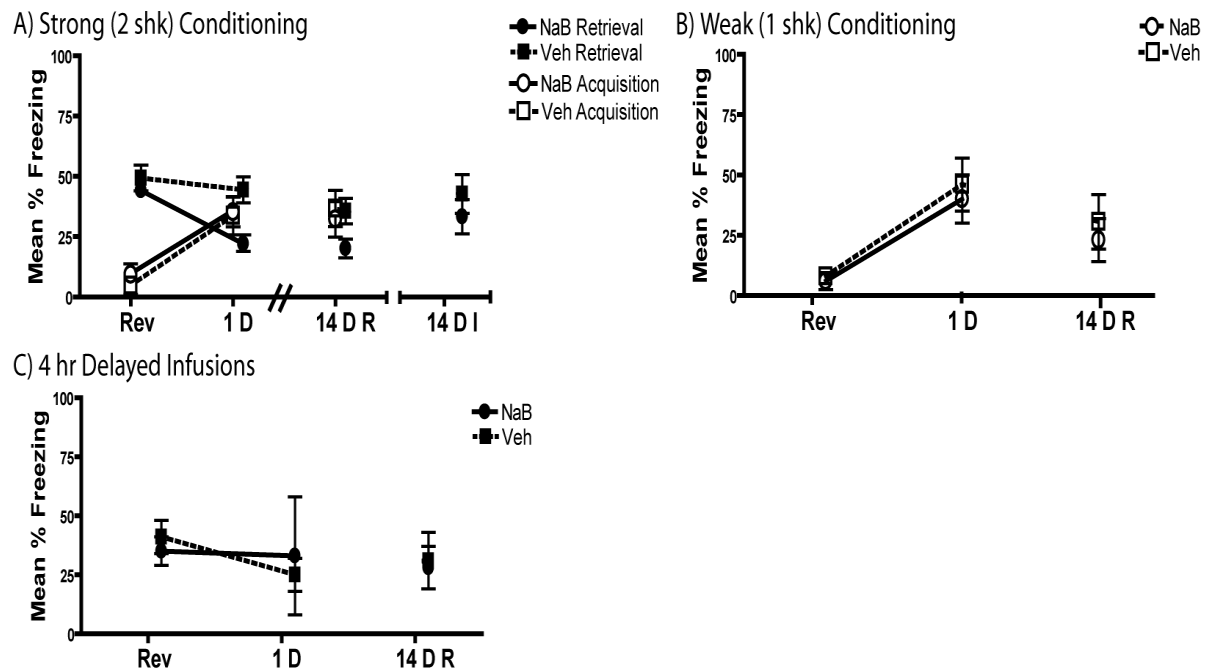 A) Strong (2 shk) Conditioning
NaB Retrieval
Veh Retrieval
NaB Acquisition
Veh Acquisition
Mean % Freezing
100
75
50
25
0
Rev 1 D 14 D R 14 D I
B) Weak (1 shk) Conditioning
NaB
Veh
Mean % Freezing
100
75
50
25
0
Rev 1 D 14 D R
C) 4 hr Delayed Infusions
NaB
Veh
Mean % Freezing
100
75
50
25
0
Rev 1 D 14 D R